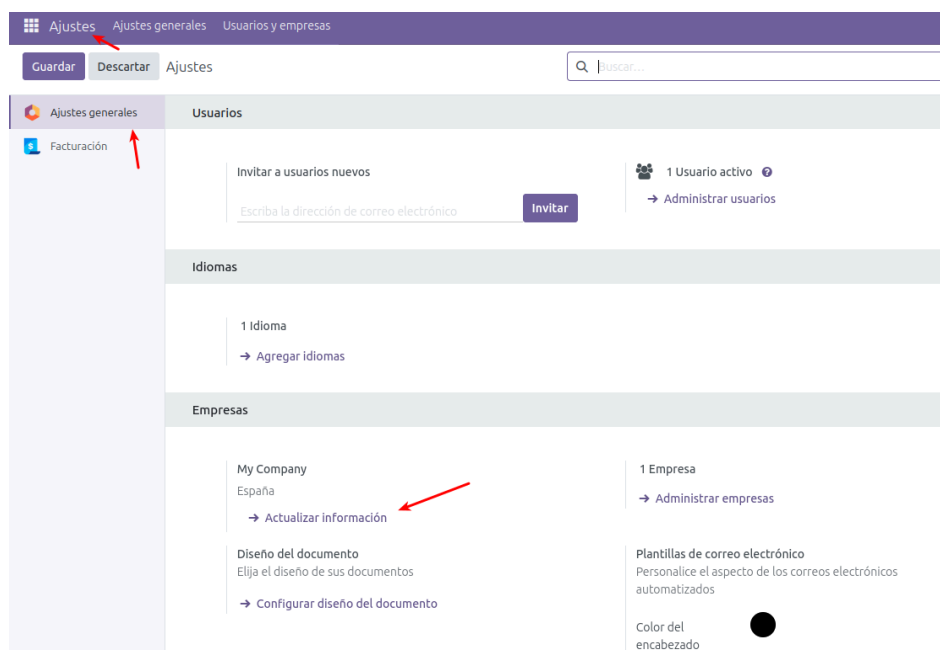 Ajustes Ajustes generales Usuarios y empresas
Guardar Descartar Ajustes
Buscar...
Ajustes generales
Facturación
Usuarios
Invitar a usuarios nuevos
Escriba la dirección de correo electrónico
Invitar
1 Usuario activo ?
→ Administrar usuarios
Idiomas
1 Idioma
→ Agregar idiomas
Empresas
My Company
España
→ Actualizar información
1 Empresa
→ Administrar empresas
Diseño del documento
Elija el diseño de sus documentos
→ Configurar diseño del documento
Plantillas de correo electrónico
Personalice el aspecto de los correos electrónicos
automatizados
Color del
encabezado